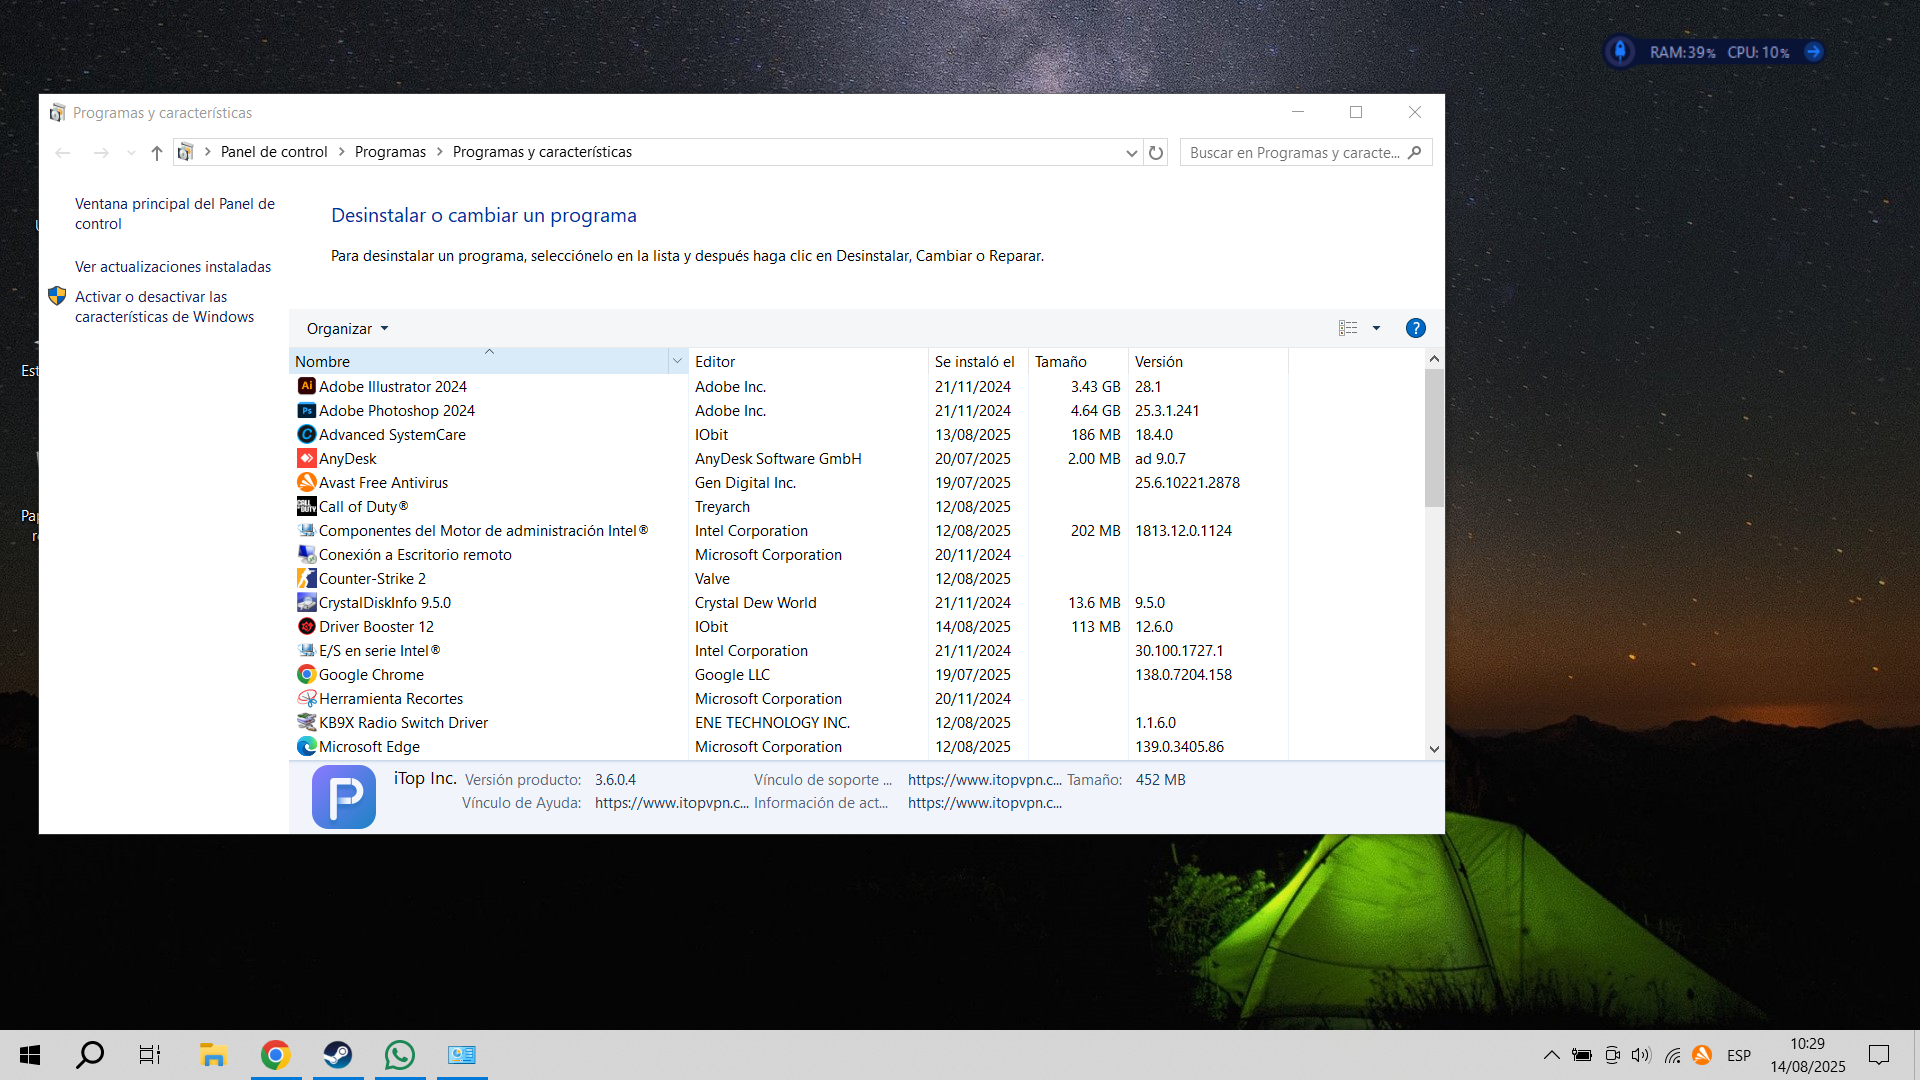 RAM:39% CPU: 10%
Programas y características
Panel de control > Programas > Programas y características
Buscar en Programas y caracte...
Ventana principal del Panel de control
Ver actualizaciones instaladas
Activar o desactivar las características de Windows
Desinstalar o cambiar un programa
Para desinstalar un programa, selecciónelo en la lista y después haga clic en Desinstalar, Cambiar o Reparar.
Organizar
Nombre Editor Se instaló el Tamaño Versión
Adobe Illustrator 2024 Adobe Inc. 21/11/2024 3.43 GB 28.1
Adobe Photoshop 2024 Adobe Inc. 21/11/2024 4.64 GB 25.3.1.241
Advanced SystemCare IObit 13/08/2025 186 MB 18.4.0
AnyDesk AnyDesk Software GmbH 20/07/2025 2.00 MB ad 9.0.7
Avast Free Antivirus Gen Digital Inc. 19/07/2025 25.6.10221.2878
Call of Duty® Treyarch 12/08/2025
Componentes del Motor de administración Intel® Intel Corporation 12/08/2025 202 MB 1813.12.0.1124
Conexión a Escritorio remoto Microsoft Corporation 20/11/2024
Counter-Strike 2 Valve 12/08/2025
CrystalDiskInfo 9.5.0 Crystal Dew World 21/11/2024 13.6 MB 9.5.0
Driver Booster 12 IObit 14/08/2025 113 MB 12.6.0
E/S en serie Intel® Intel Corporation 21/11/2024 30.100.1727.1
Google Chrome Google LLC 19/07/2025 138.0.7204.158
Herramienta Recortes Microsoft Corporation 20/11/2024
KB9X Radio Switch Driver ENE TECHNOLOGY INC. 12/08/2025 1.1.6.0
Microsoft Edge Microsoft Corporation 12/08/2025 139.0.3405.86
iTop Inc. Versión producto: 3.6.0.4 Vínculo de soporte ... https://www.itopvpn.c... Tamaño: 452 MB
Vínculo de Ayuda: https://www.itopvpn.c... Información de act... https://www.itopvpn.c...
Est
Pap
ESP
10:29
14/08/2025